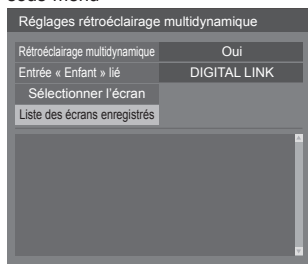 Réglages rétroéclairage multidynamique
Rétroéclairage multidynamique Oui
Entrée « Enfant » lié DIGITAL LINK
Sélectionner l'écran
Liste des écrans enregistrés